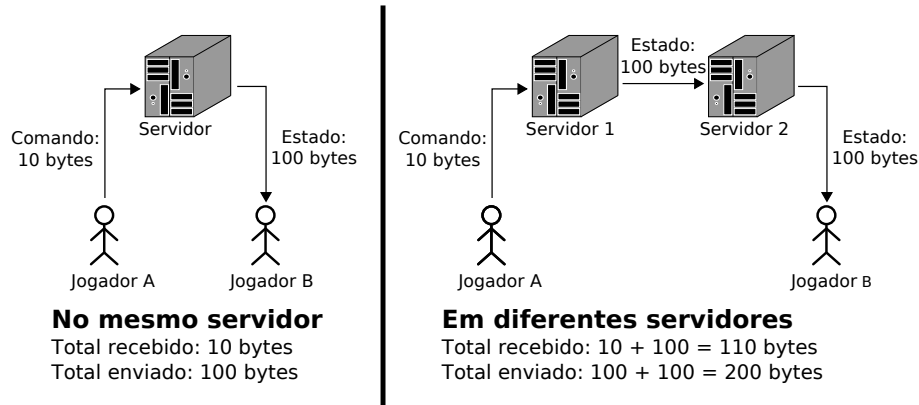 Servidor
Comando:
10 bytes
Estado:
100 bytes
Jogador A
Jogador B
No mesmo servidor
Total recebido: 10 bytes
Total enviado: 100 bytes
Estado:
100 bytes
Servidor 1
Servidor 2
Comando:
10 bytes
Estado:
100 bytes
Jogador A
Jogador B
Em diferentes servidores
Total recebido: 10 + 100 = 110 bytes
Total enviado: 100 + 100 = 200 bytes